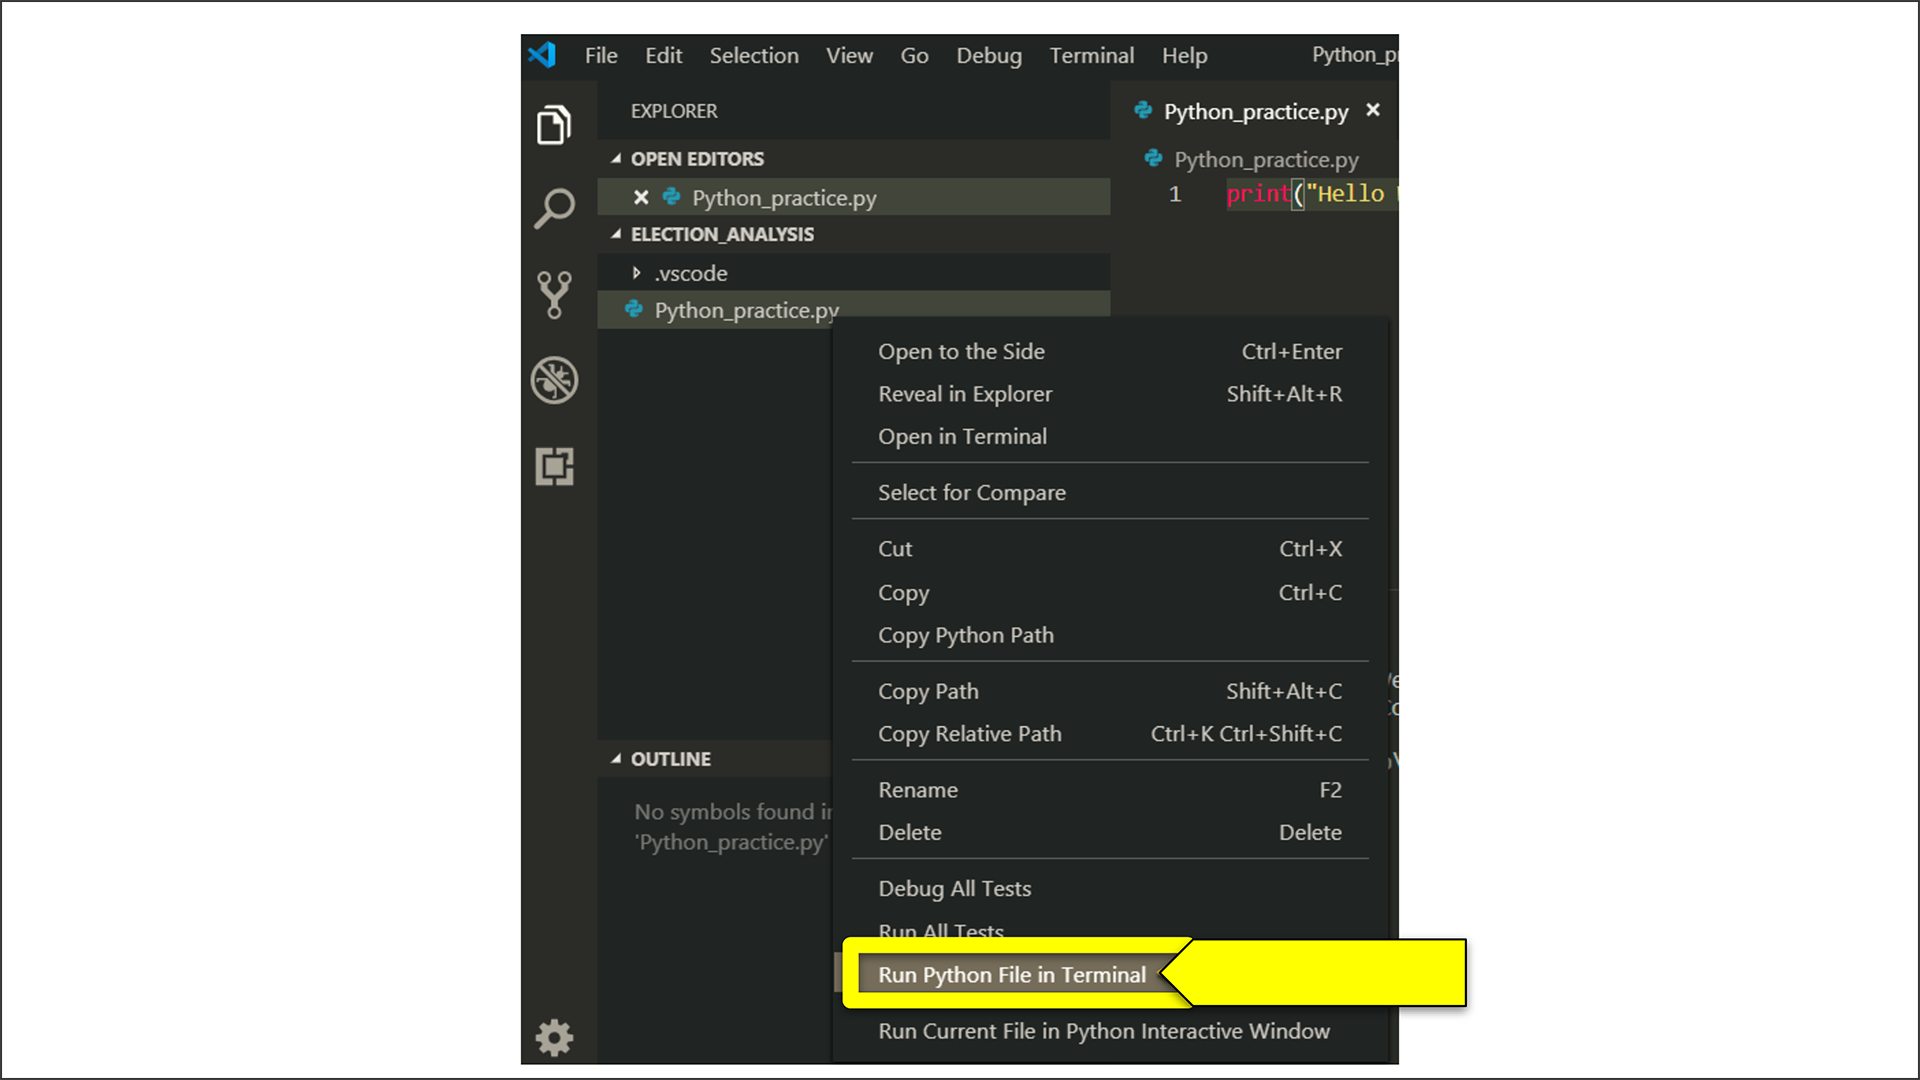 File Edit Selection View Go Debug Terminal Help
EXPLORER
OPEN EDITORS
Python_practice.py
ELECTION_ANALYSIS
.vscode
Python_practice.py
OUTLINE
No symbols found in
'Python_practice.py'
Python_practice.py
Python_practice.py
1 print("Hello
Open to the Side Ctrl+Enter
Reveal in Explorer Shift+Alt+R
Open in Terminal
Select for Compare
Cut Ctrl+X
Copy Ctrl+C
Copy Python Path
Copy Path Shift+Alt+C
Copy Relative Path Ctrl+K Ctrl+Shift+C
Rename F2
Delete Delete
Debug All Tests
Run All Tests
Run Python File in Terminal
Run Current File in Python Interactive Window